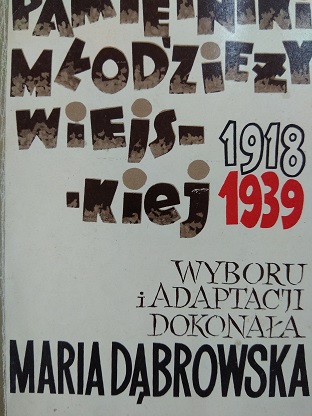 PAMIĘTNIKI
MŁODZIEŻY
WIEJS-
-KIEJ 1918
1939
WYBORU
i ADAPTACJI
DOKONAŁA
MARIA DĄBROWSKA